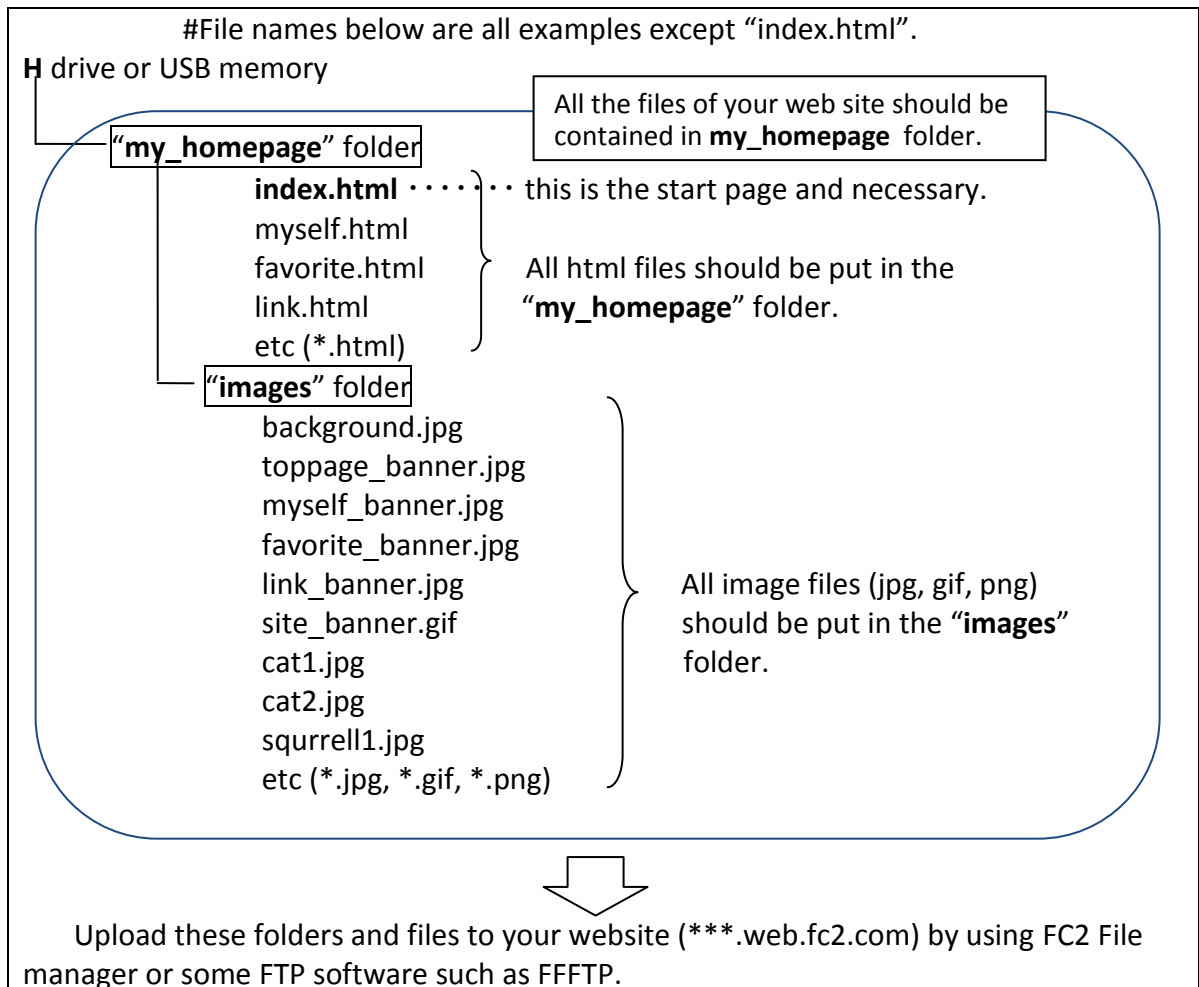 #File names below are all examples except “index.html”.
H drive or USB memory
All the files of your web site should be
contained in my_homepage folder.
“my_homepage” folder
index.html ・・・・・・・ this is the start page and necessary.
myself.html
favorite.html
link.html
etc (*.html)
All html files should be put in the
“my_homepage” folder.
“images” folder
background.jpg
toppage_banner.jpg
myself_banner.jpg
favorite_banner.jpg
link_banner.jpg
site_banner.gif
cat1.jpg
cat2.jpg
squrrell1.jpg
etc (*.jpg, *.gif, *.png)
All image files (jpg, gif, png)
should be put in the “images”
folder.
Upload these folders and files to your website (***.web.fc2.com) by using FC2 File
manager or some FTP software such as FFFTP.